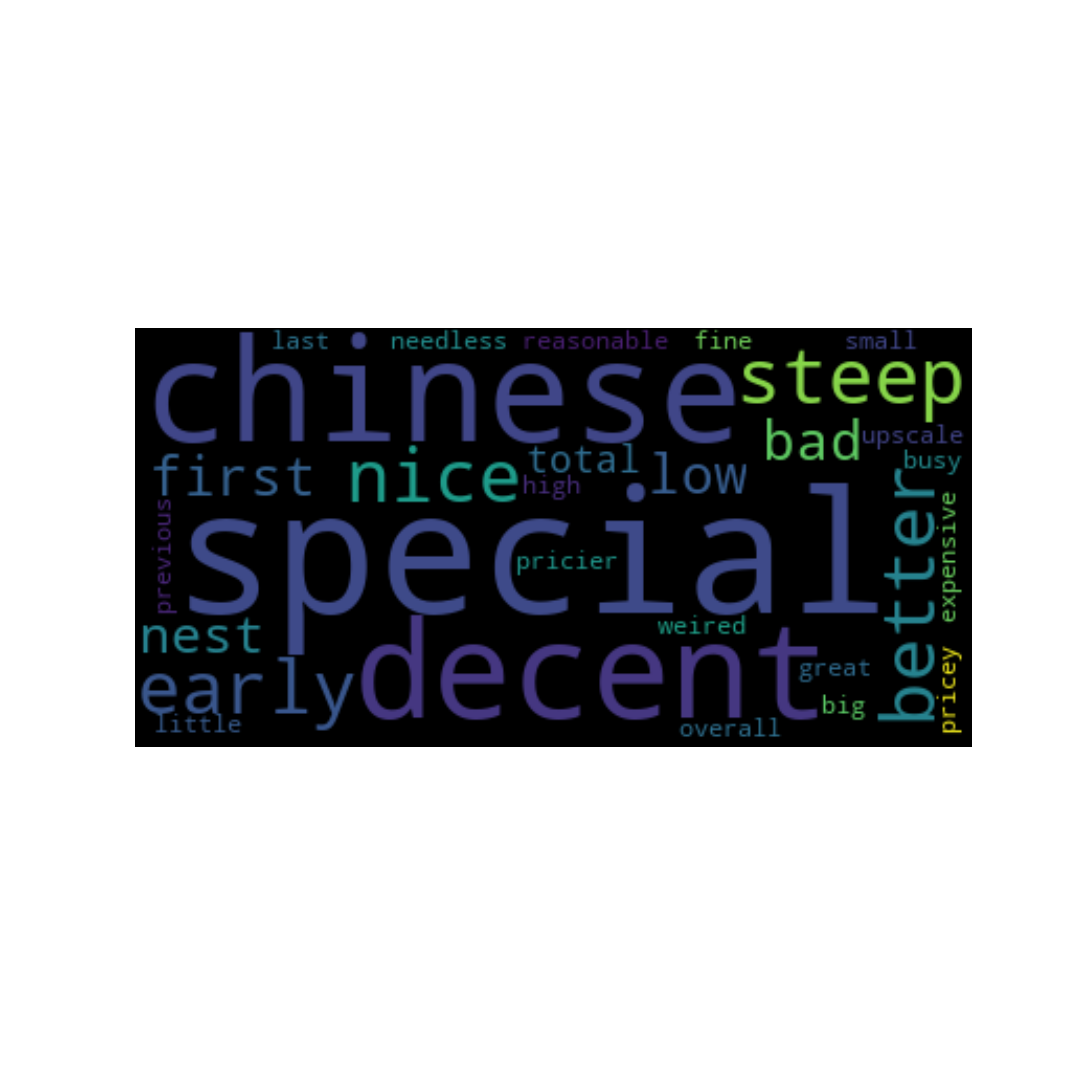 last needless reasonable fine small
chinese steep
bad upscale
first nice total low busy
high
previous special better expensive
pricier
nest weired
early decent great pricey
big
little overall